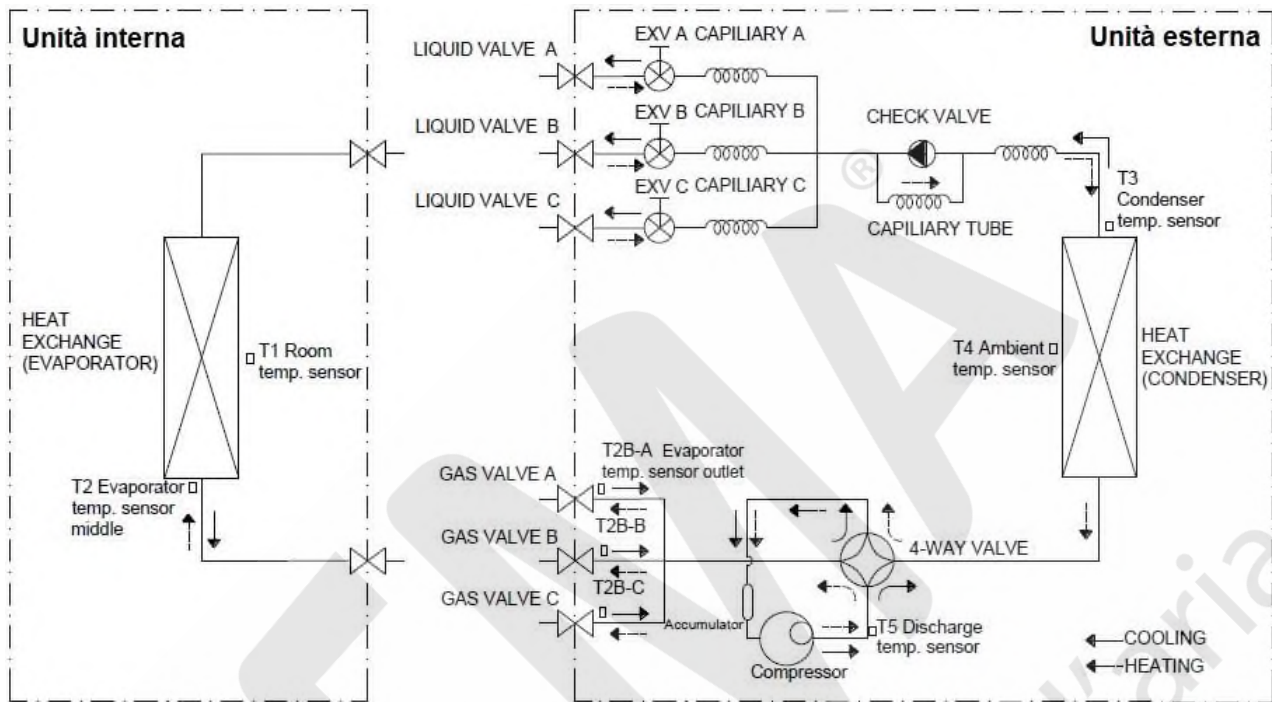 Unità interna
Unità esterna
LIQUID VALVE A
EXV A CAPILIARY A
LIQUID VALVE B
EXV B CAPILIARY B
CHECK VALVE
LIQUID VALVE C
EXV C CAPILIARY C
CAPILIARY TUBE
®
T3
Condenser
temp. sensor
HEAT
EXCHANGE
(EVAPORATOR)
T1 Room
temp. sensor
T4 Ambient
temp. sensor
HEAT
EXCHANGE
(CONDENSER)
T2 Evaporator
temp. sensor
middle
GAS VALVE A
T2B-A Evaporator
temp. sensor outlet
GAS VALVE B
T2B-B
4-WAY VALVE
GAS VALVE C
T2B-C
Accumulator
Compressor
T5 Discharge
temp. sensor
COOLING
HEATING